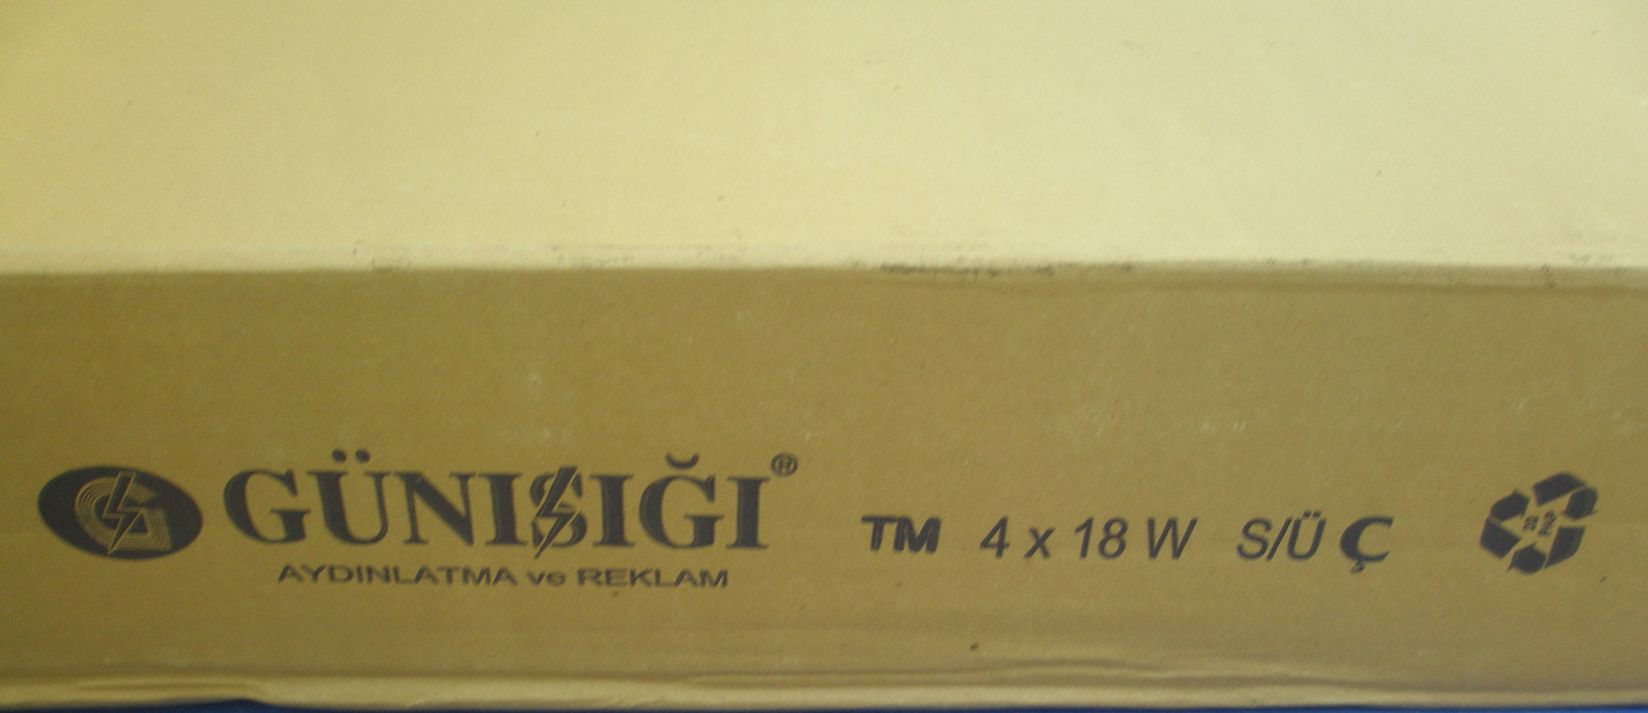 GÜNIŞIĞI®
AYDINLATMA ve REKLAM
TM 4 x 18 W S/Ü Ç